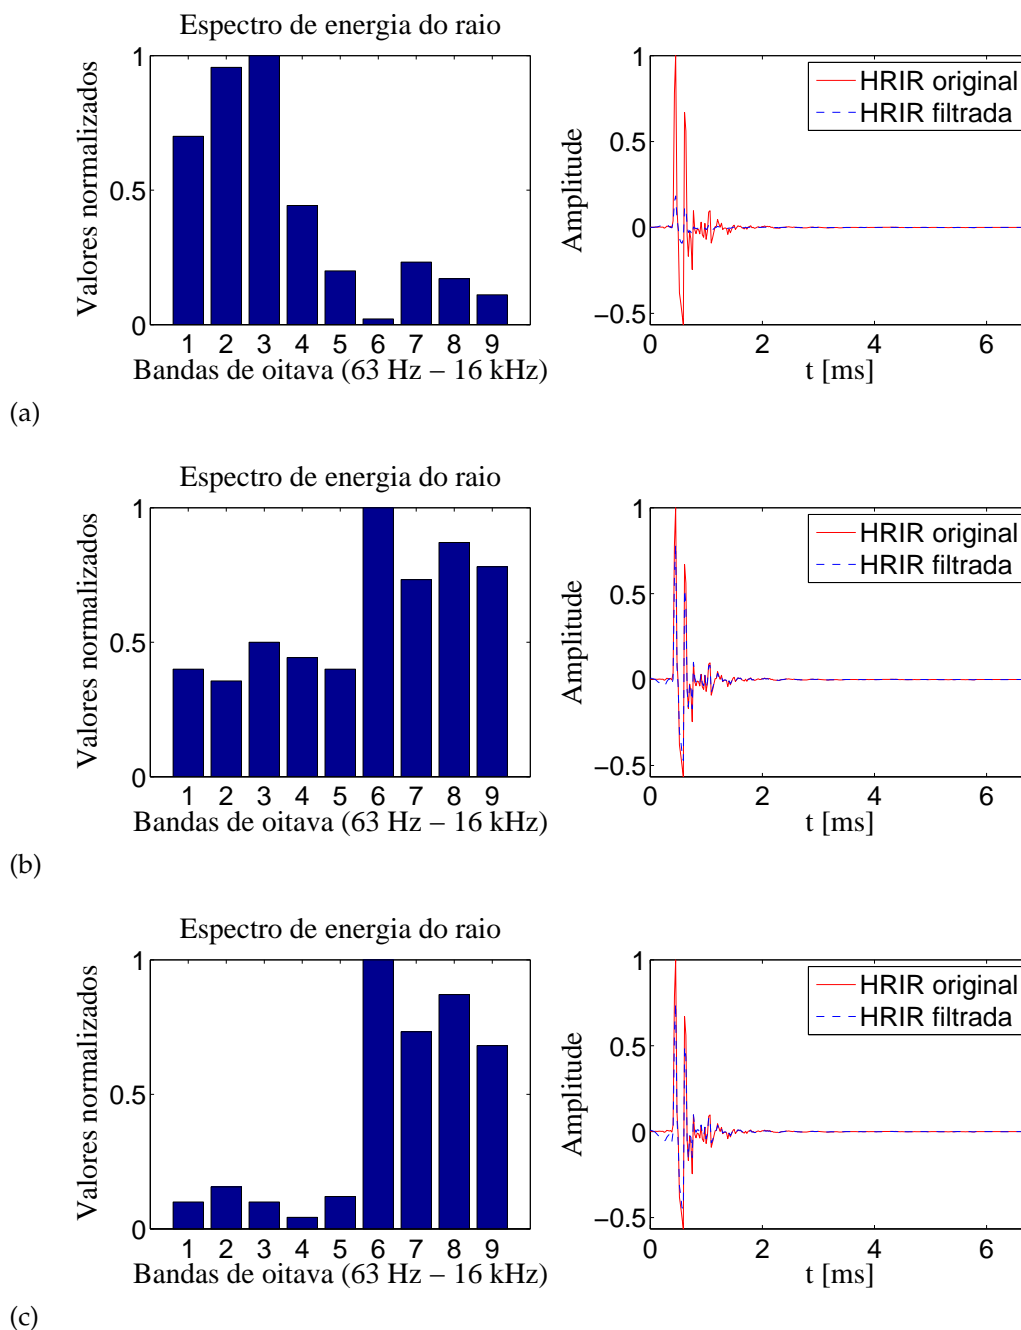 Espectro de energia do raio
Valores normalizados
1
0.5
0
1 2 3 4 5 6 7 8 9
Bandas de oitava (63 Hz – 16 kHz)
HRIR original
HRIR filtrada
Amplitude
1
0.5
0
−0.5
0 2 4 6
t [ms]
(a)
Espectro de energia do raio
Valores normalizados
1
0.5
0
1 2 3 4 5 6 7 8 9
Bandas de oitava (63 Hz – 16 kHz)
HRIR original
HRIR filtrada
Amplitude
1
0.5
0
−0.5
0 2 4 6
t [ms]
(b)
Espectro de energia do raio
Valores normalizados
1
0.5
0
1 2 3 4 5 6 7 8 9
Bandas de oitava (63 Hz – 16 kHz)
HRIR original
HRIR filtrada
Amplitude
1
0.5
0
−0.5
0 2 4 6
t [ms]
(c)